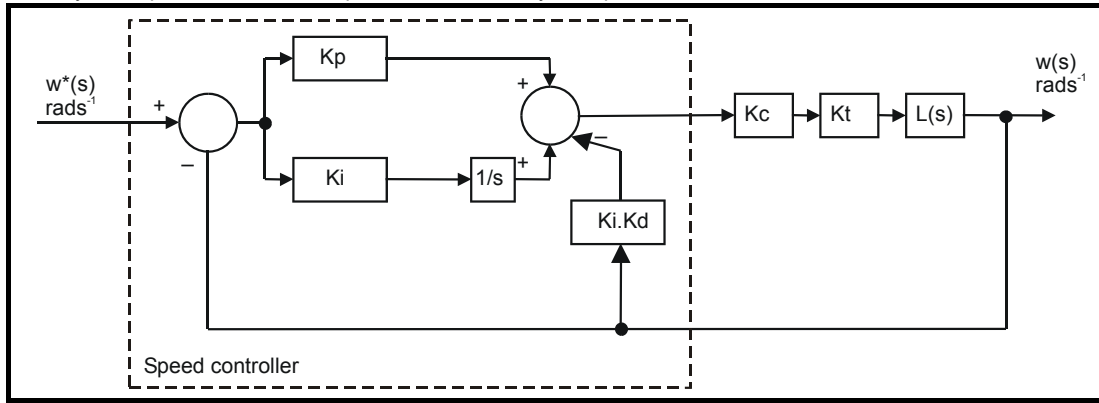 Kp
w*(s)
rads⁻¹
+
–
+
+
–
Ki
1/s
Ki.Kd
Kc
Kt
L(s)
w(s)
rads⁻¹
Speed controller